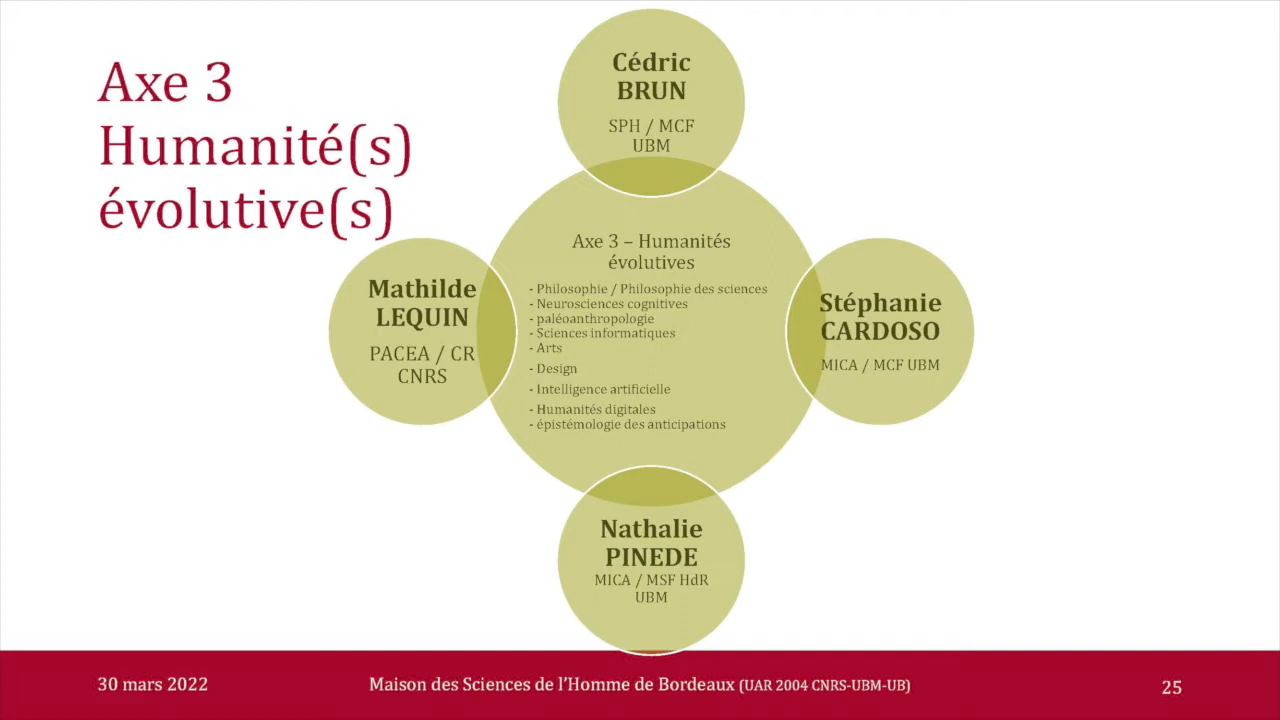 Axe 3
Humanité(s)
évolutive(s)
Cédric
BRUN
SPH / MCF
UBM
Axe 3 – Humanités
évolutives
- Philosophie / Philosophie des sciences
- Neurosciences cognitives
- paléoanthropologie
- Sciences informatiques
- Arts
- Design
- Intelligence artificielle
- Humanités digitales
- épistémologie des anticipations
Mathilde
LEQUIN
PACEA / CR
CNRS
Stéphanie
CARDOSO
MICA / MCF UBM
Nathalie
PINEDE
MICA / MSF HdR
UBM
30 mars 2022
Maison des Sciences de l’Homme de Bordeaux (UAR 2004 CNRS-UBM-UB)
25